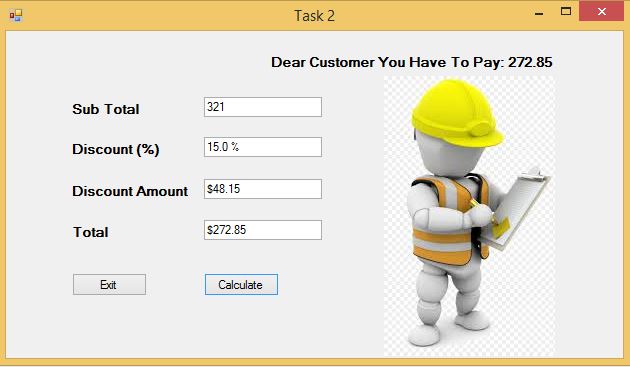 Task 2
Dear Customer You Have To Pay: 272.85
Sub Total 321
Discount (%) 15.0 %
Discount Amount $48.15
Total $272.85
Exit Calculate